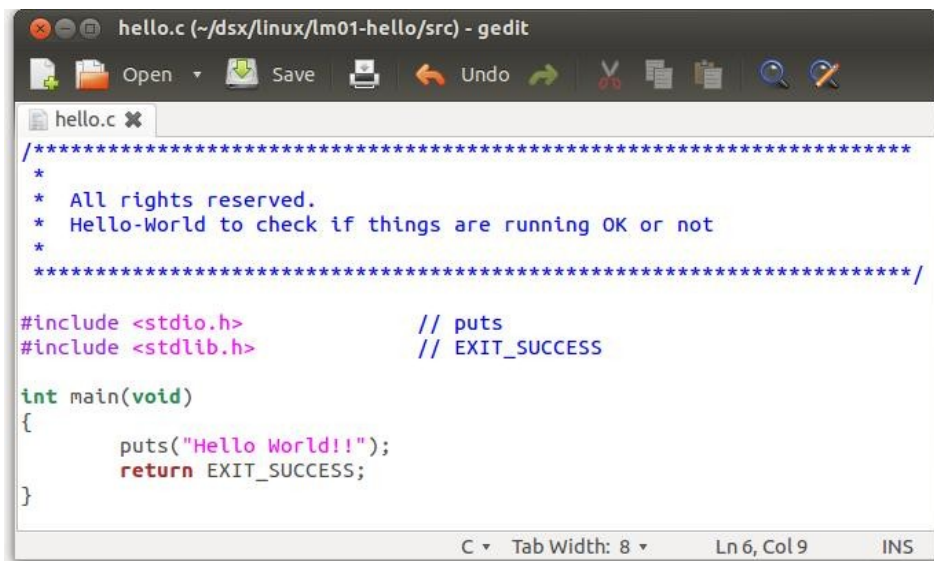 hello.c (~/dsx/linux/lm01-hello/src) - gedit
Open Save Undo
hello.c
/***********************************************************************
 *
 *  All rights reserved.
 *  Hello-World to check if things are running OK or not
 *
 ***********************************************************************/
#include <stdio.h>              // puts
#include <stdlib.h>             // EXIT_SUCCESS
int main(void)
{
        puts("Hello World!!");
        return EXIT_SUCCESS;
}
C Tab Width: 8 Ln 6, Col 9 INS